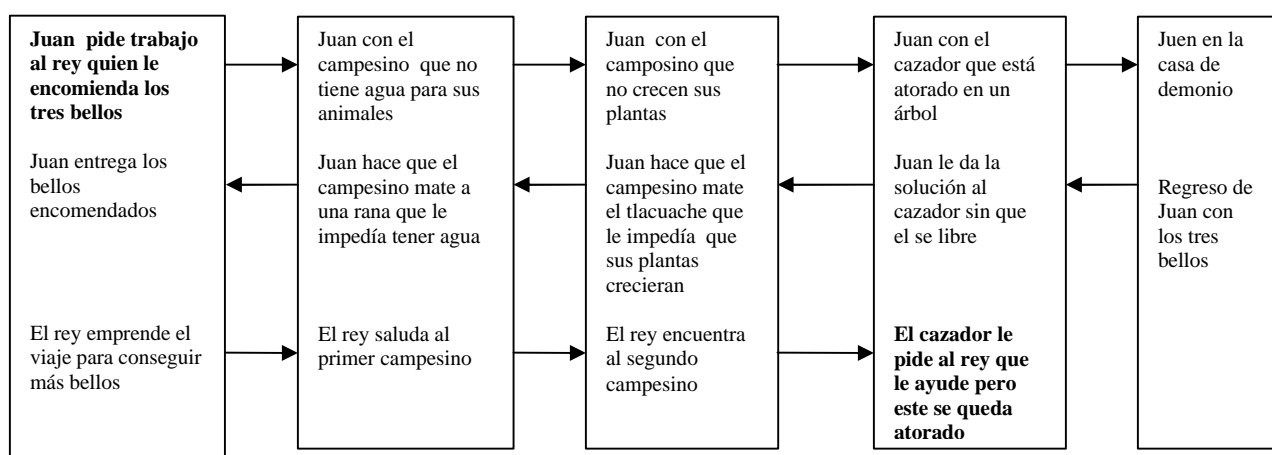 Juan pide trabajo
al rey quien le
encomienda los
tres bellos
Juan entrega los
bellos
encomendados
El rey emprende el
viaje para conseguir
más bellos
Juan con el
campesino que no
tiene agua para sus
animales
Juan hace que el
campesino mate a
una rana que le
impedía tener agua
El rey saluda al
primer campesino
Juan con el
camposino que
no crecen sus
plantas
Juan hace que el
campesino mate
el tlacuache que
le impedía que
sus plantas
crecieran
El rey encuentra
al segundo
campesino
Juan con el
cazador que está
atorado en un
árbol
Juan le da la
solución al
cazador sin que
el se libre
El cazador le
pide al rey que
le ayude pero
este se queda
atorado
Juen en la
casa de
demonio
Regreso de
Juan con
los tres
bellos